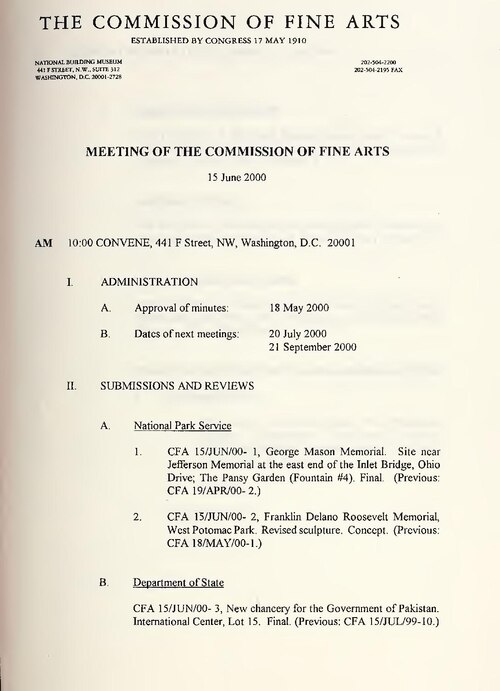 THE COMMISSION OF FINE ARTS
ESTABLISHED BY CONGRESS 17 MAY 1910
NATIONAL BUILDING MUSEUM
441 F STREET, N.W., SUITE 312
WASHINGTON, D.C. 20001-2728
202-504-2200
202-504-2195 FAX
MEETING OF THE COMMISSION OF FINE ARTS
15 June 2000
AM 10:00 CONVENE, 441 F Street, NW, Washington, D.C. 20001
I. ADMINISTRATION
A. Approval of minutes: 18 May 2000
B. Dates of next meetings: 20 July 2000
21 September 2000
II. SUBMISSIONS AND REVIEWS
A. National Park Service
1. CFA 15/JUN/00- 1, George Mason Memorial. Site near
Jefferson Memorial at the east end of the Inlet Bridge, Ohio
Drive; The Pansy Garden (Fountain #4). Final. (Previous:
CFA 19/APR/00- 2.)
2. CFA 15/JUN/00- 2, Franklin Delano Roosevelt Memorial,
West Potomac Park. Revised sculpture. Concept. (Previous:
CFA 18/MAY/00-1.)
B. Department of State
CFA 15/JUN/00- 3, New chancery for the Government of Pakistan.
International Center, Lot 15. Final. (Previous: CFA 15/JUL/99-10.)